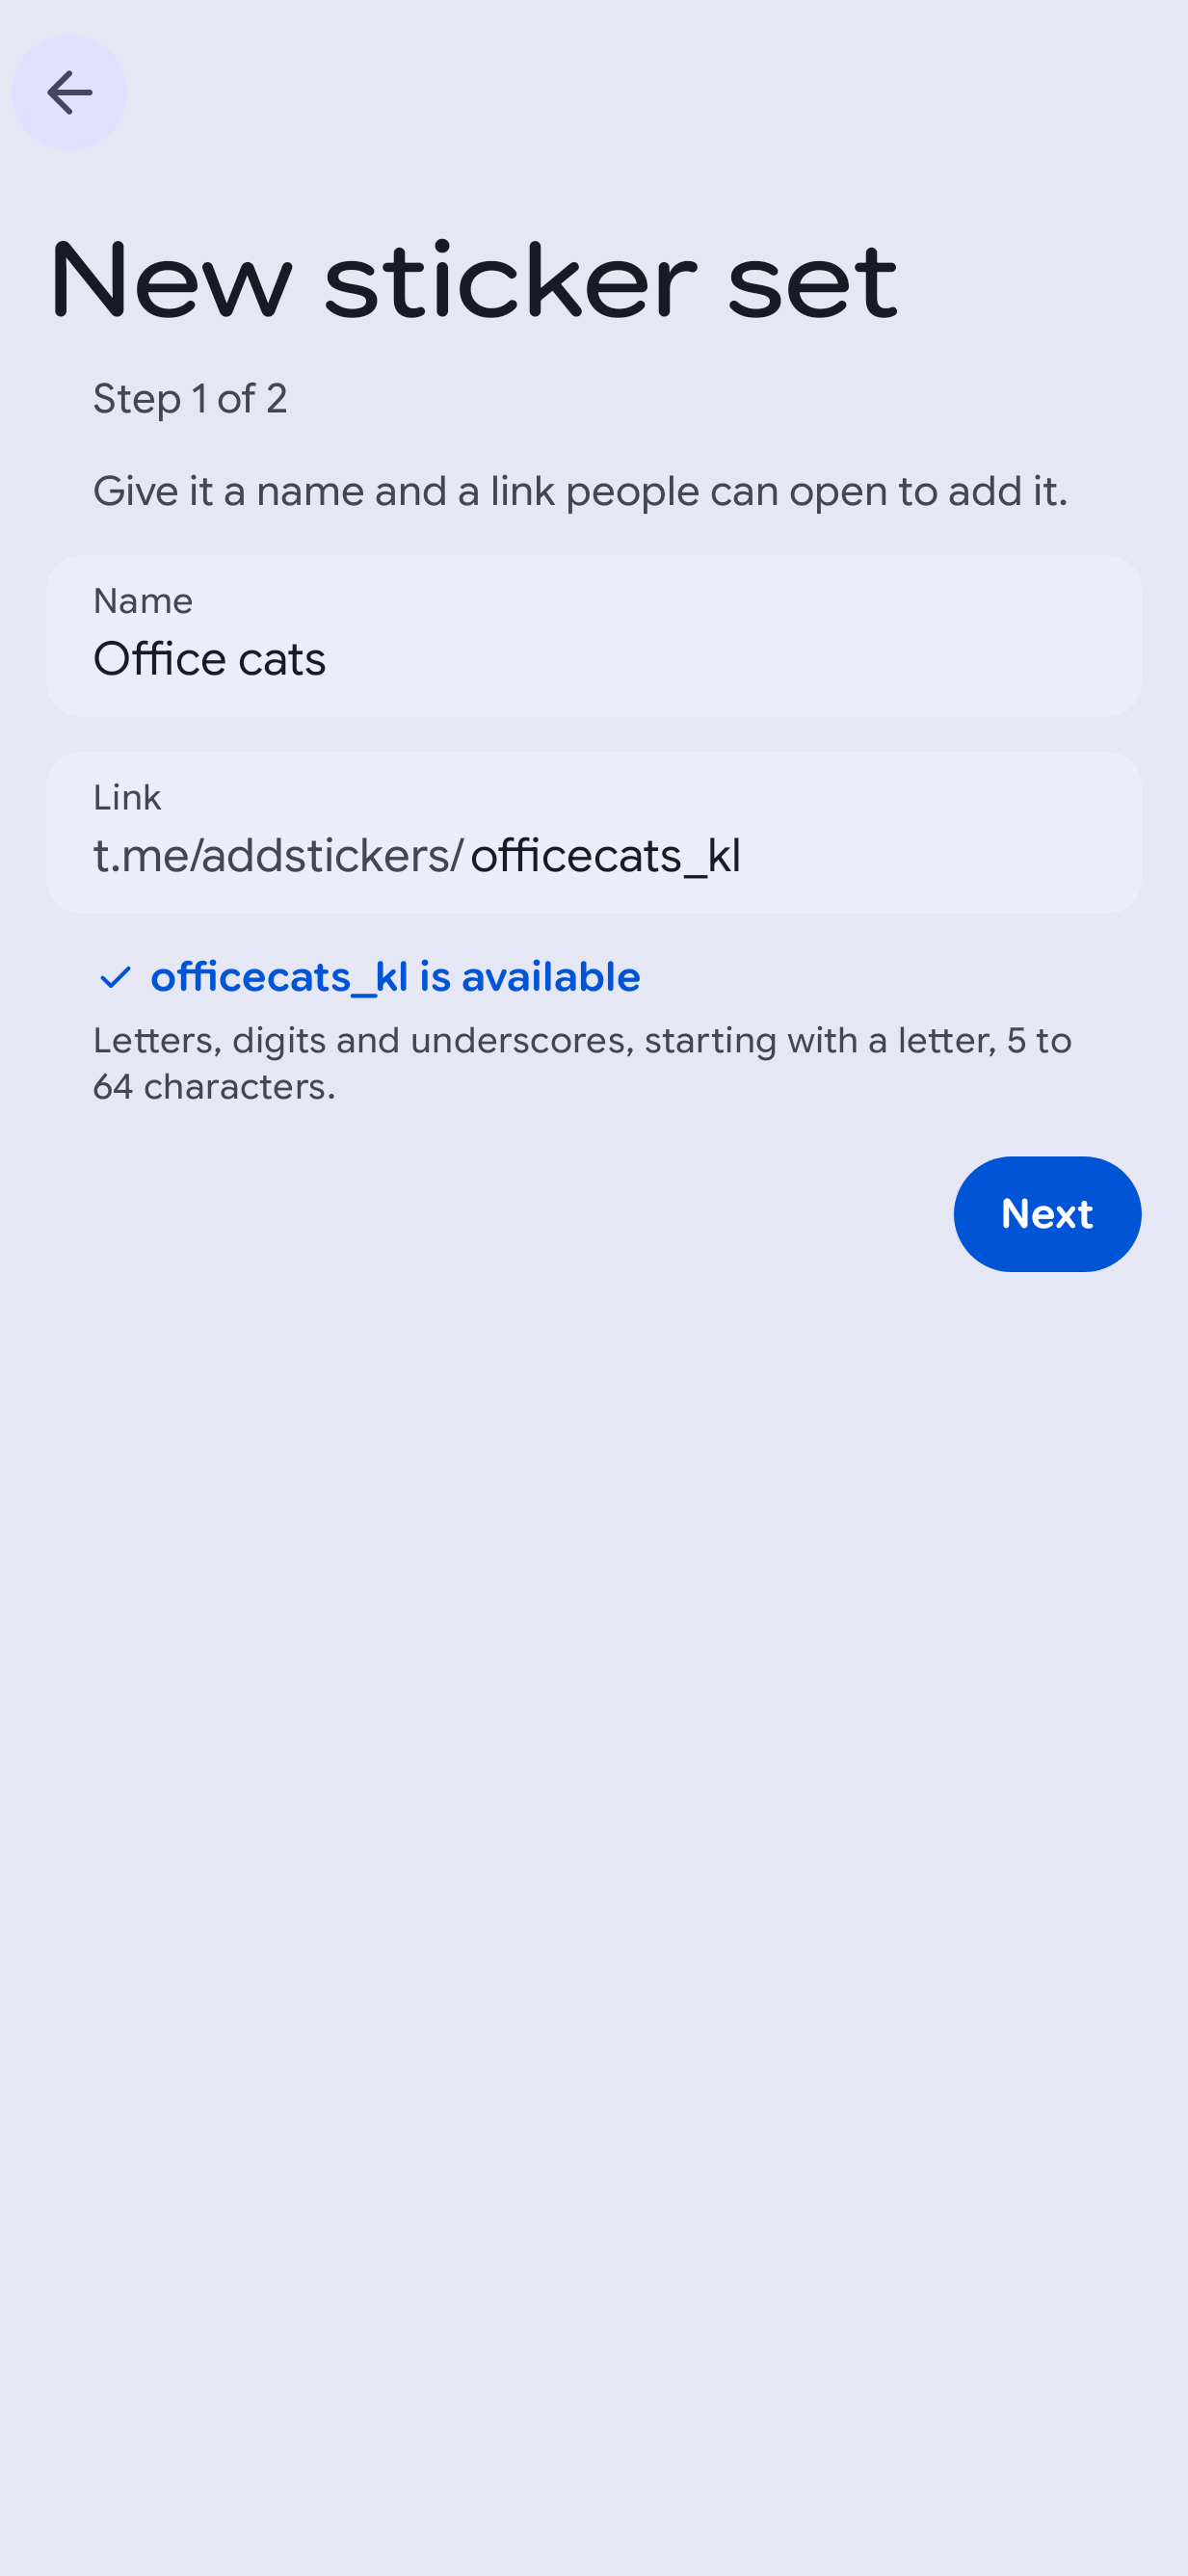 New sticker set
Step 1 of 2
Give it a name and a link people can open to add it.
Name
Office cats
Link
t.me/addstickers/officecats_kl
officecats_kl is available
Letters, digits and underscores, starting with a letter, 5 to
64 characters.
Next